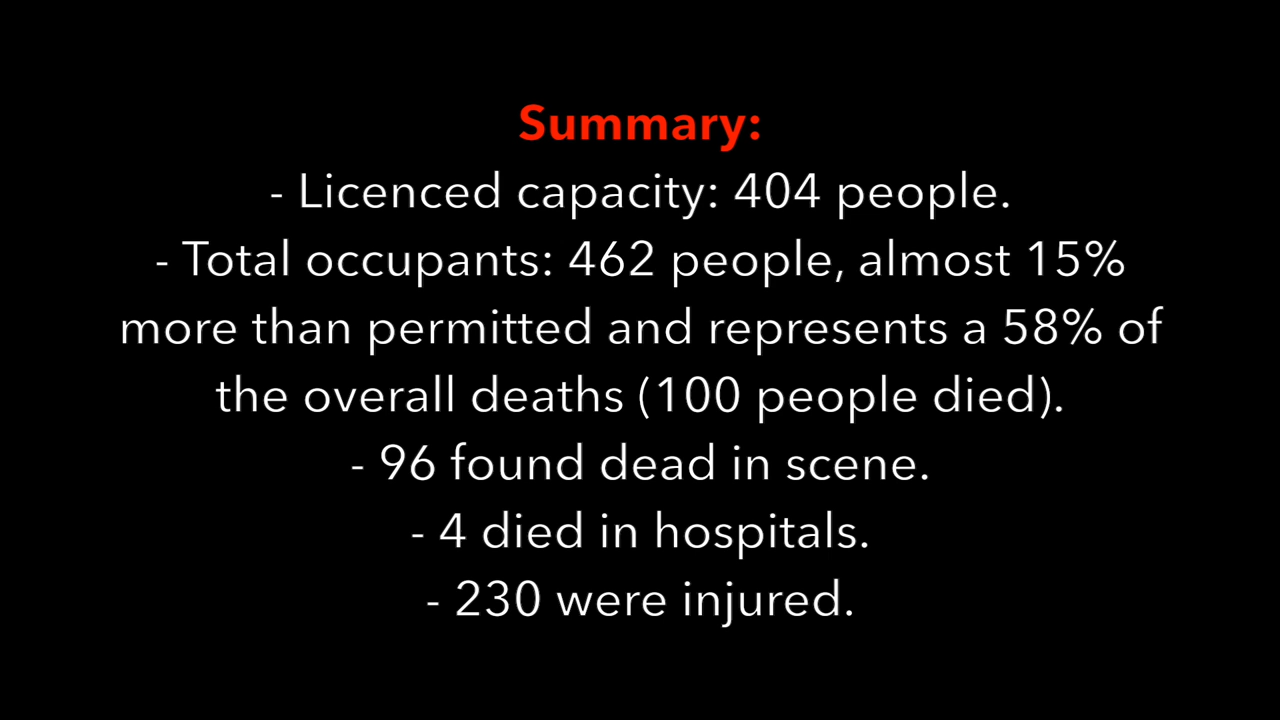 Summary:
- Licenced capacity: 404 people.
- Total occupants: 462 people, almost 15%
more than permitted and represents a 58% of
the overall deaths (100 people died).
- 96 found dead in scene.
- 4 died in hospitals.
- 230 were injured.